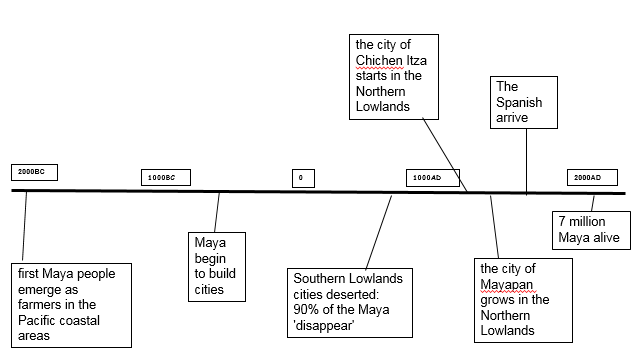 the city of
Chichen Itza
starts in the
Northern
Lowlands
The
Spanish
arrive
2000BC
1000BC
0
1000AD
2000AD
first Maya people
emerge as
farmers in the
Pacific coastal
areas
Maya
begin
to build
cities
Southern Lowlands
cities deserted:
90% of the Maya
'disappear'
the city of
Mayapan
grows in the
Northern
Lowlands
7 million
Maya alive